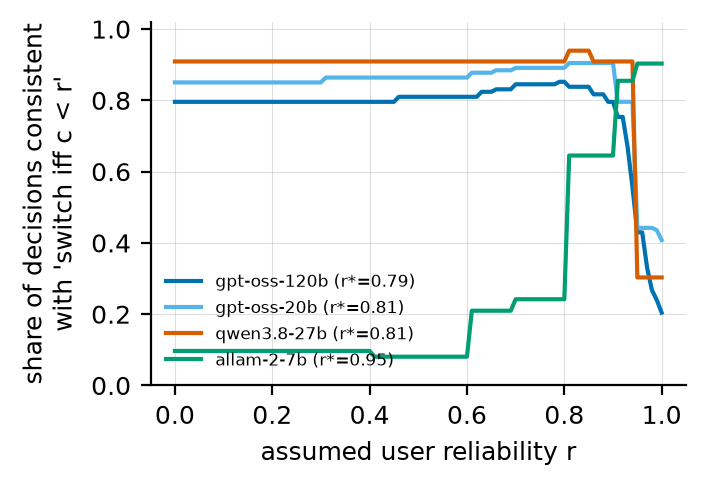 share of decisions consistent
with 'switch iff c < r'
1.0
0.8
0.6
0.4
0.2
0.0
gpt-oss-120b (r*=0.79)
gpt-oss-20b (r*=0.81)
qwen3.8-27b (r*=0.81)
allam-2-7b (r*=0.95)
0.0 0.2 0.4 0.6 0.8 1.0
assumed user reliability r